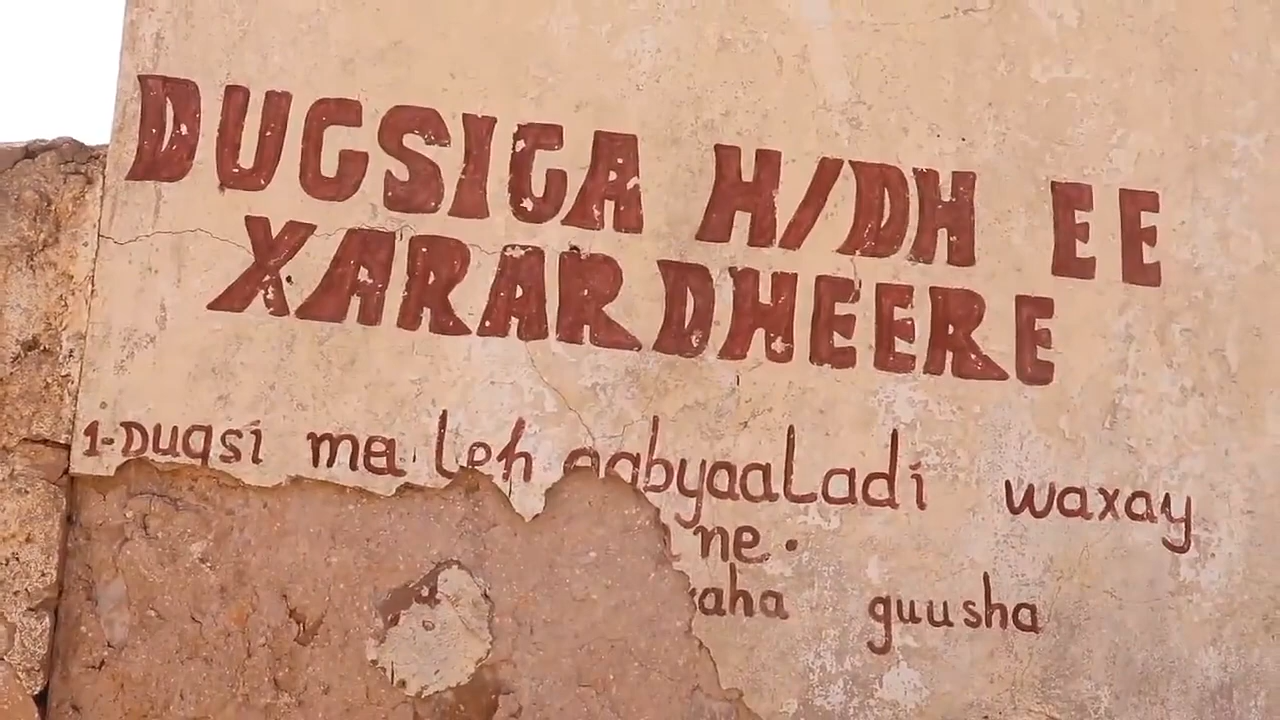 DUGSIGA H/DH EE
XARARDHEERE
1-Dugsi ma leh aabyaaladi waxay
ne.
aha guusha